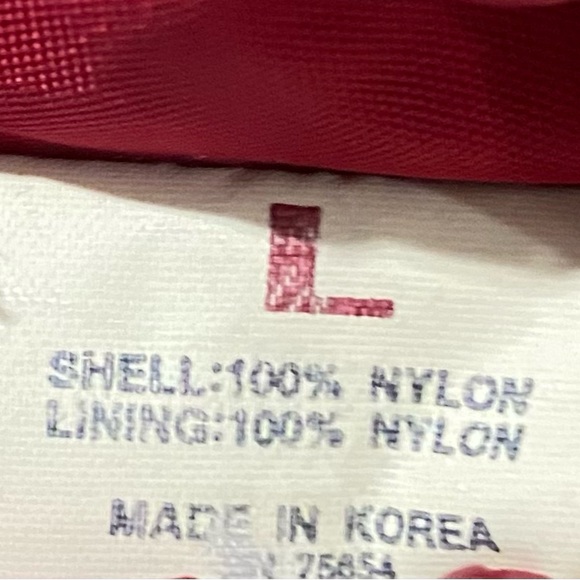 L
SHELL:100% NYLON
LINING:100% NYLON
MADE IN KOREA